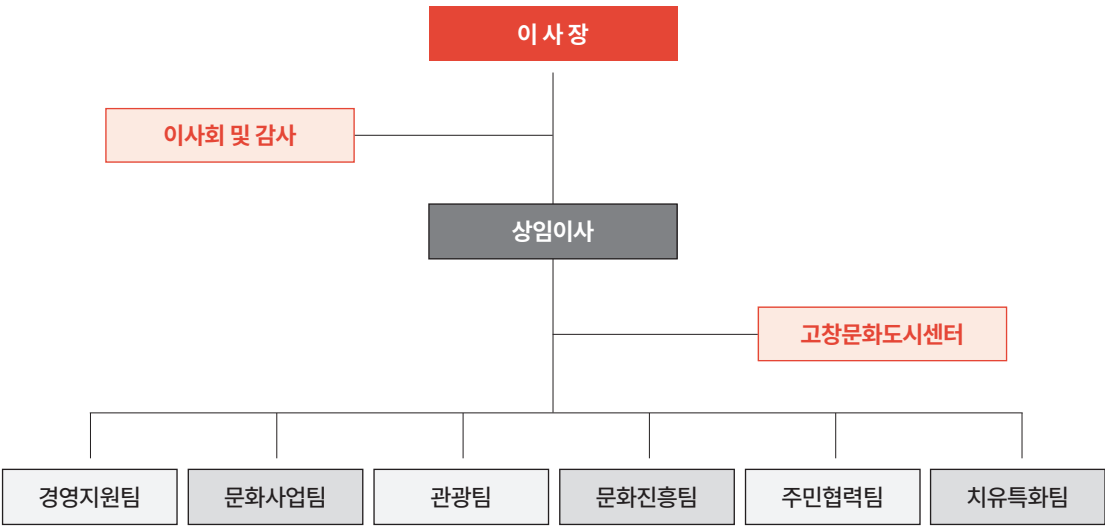 이 사 장
이사회 및 감사
상임이사
고창문화도시센터
경영지원팀
문화사업팀
관광팀
문화진흥팀
주민협력팀
치유특화팀